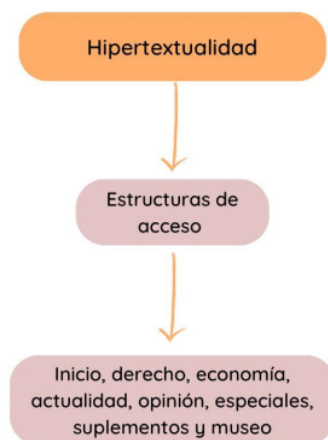 Hipertextualidad
Estructuras de
acceso
Inicio, derecho, economía,
actualidad, opinión, especiales,
suplementos y museo